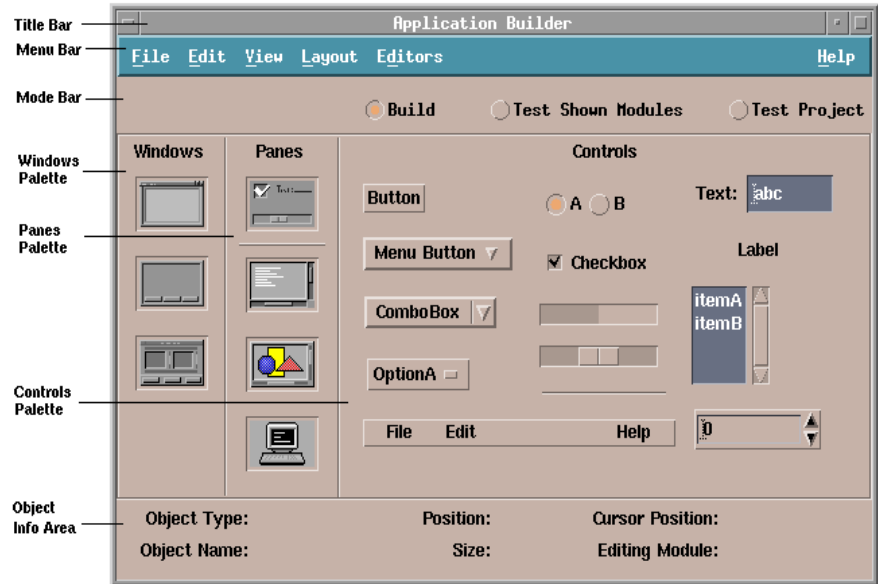 Title Bar
Application Builder
Menu Bar
File Edit View Layout Editors Help
Mode Bar
Build Test Shown Modules Test Project
Windows Panes Controls
Windows
Palette
Text:
Button
A B
Text: abc
Panes
Palette
Menu Button
Checkbox
Label
itemA
itemB
ComboBox
OptionA
Controls
Palette
File Edit Help
0
Object
Info Area
Object Type: Position: Cursor Position:
Object Name: Size: Editing Module: